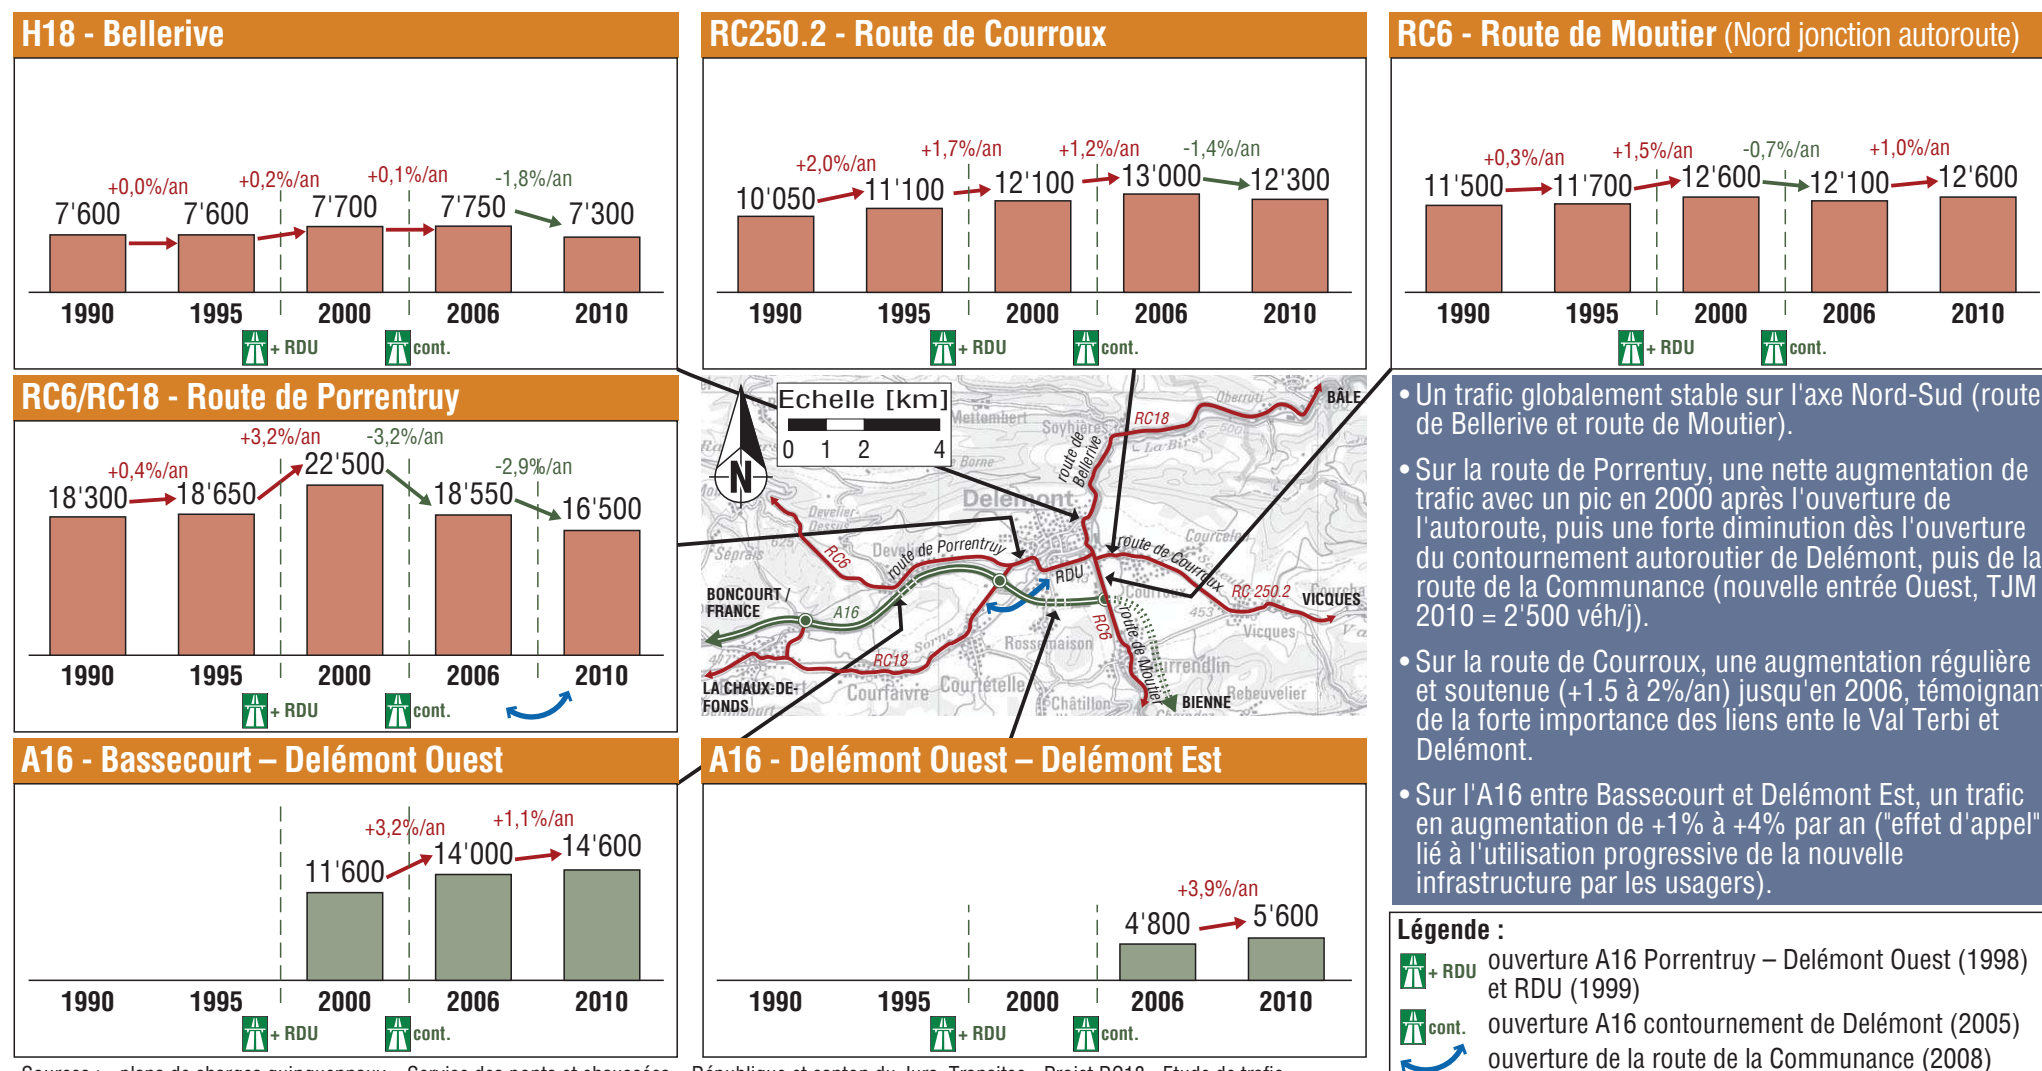 H18 - Bellerive
+0,0%/an
+0,2%/an
+0,1%/an
-1,8%/an
7'600
7'600
7'700
7'750
7'300
1990
1995
2000
2006
2010
+ RDU
cont.
RC250.2 - Route de Courroux
+2,0%/an
+1,7%/an
+1,2%/an
-1,4%/an
10'050
11'100
12'100
13'000
12'300
1990
1995
2000
2006
2010
+ RDU
cont.
RC6 - Route de Moutier (Nord jonction autoroute)
+0,3%/an
+1,5%/an
-0,7%/an
+1,0%/an
11'500
11'700
12'600
12'100
12'600
1990
1995
2000
2006
2010
+ RDU
cont.
RC6/RC18 - Route de Porrentruy
+0,4%/an
+3,2%/an
-3,2%/an
-2,9%/an
18'300
18'650
22'500
18'550
16'500
1990
1995
2000
2006
2010
+ RDU
cont.
Echelle [km]
0 1 2 4
N
BÂLE
Mettembert
Soyhières
RC18
La Birse
route de
Bellerive
Delémont
Develier-
Dessus
Séprais
RC6
route de Porrentruy
RDU
route de Courroux
Courroux
RC 250.2
VICQUES
Vicques
453
BONCOURT /
FRANCE
A16
Sorne
RC18
Rossemaison
RC6
route de Moutier
LA CHAUX-DE-
FONDS
Courfaivre
Courtételle
Châtillon
BIENNE
Rebeuvelier
• Un trafic globalement stable sur l'axe Nord-Sud (route
de Bellerive et route de Moutier).
• Sur la route de Porrentuy, une nette augmentation de
trafic avec un pic en 2000 après l'ouverture de
l'autoroute, puis une forte diminution dès l'ouverture
du contournement autoroutier de Delémont, puis de la
route de la Communance (nouvelle entrée Ouest, TJM
2010 = 2'500 véh/j).
• Sur la route de Courroux, une augmentation régulière
et soutenue (+1.5 à 2%/an) jusqu'en 2006, témoignant
de la forte importance des liens ente le Val Terbi et
Delémont.
• Sur l'A16 entre Bassecourt et Delémont Est, un trafic
en augmentation de +1% à +4% par an ("effet d'appel"
lié à l'utilisation progressive de la nouvelle
infrastructure par les usagers).
A16 - Bassecourt – Delémont Ouest
+3,2%/an
+1,1%/an
11'600
14'000
14'600
1990
1995
2000
2006
2010
+ RDU
cont.
A16 - Delémont Ouest – Delémont Est
+3,9%/an
4'800
5'600
1990
1995
2000
2006
2010
+ RDU
cont.
Légende :
+ RDU ouverture A16 Porrentruy – Delémont Ouest (1998)
et RDU (1999)
cont. ouverture A16 contournement de Delémont (2005)
ouverture de la route de la Communance (2008)